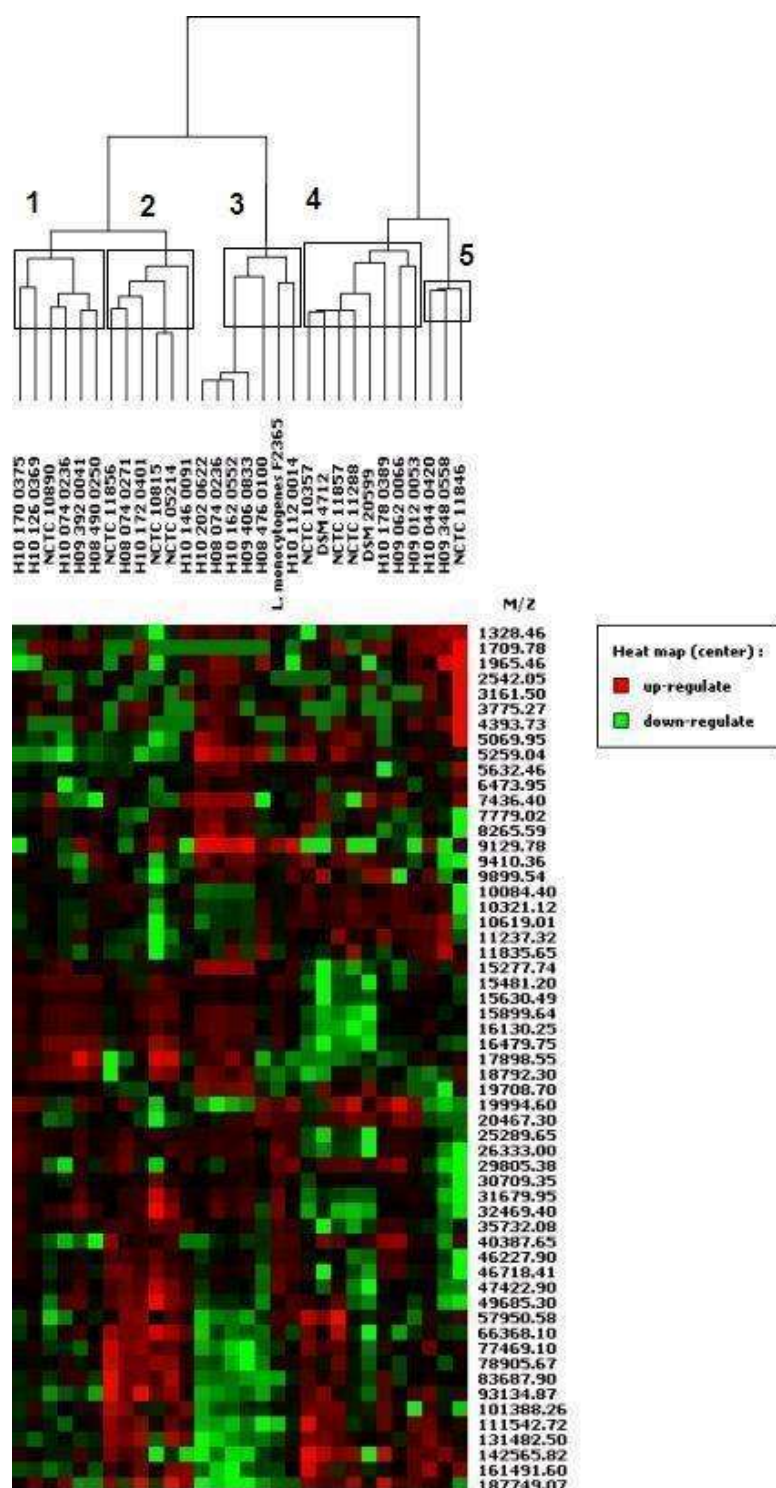 1
2
3
4
5
H10 170 0375
H10 126 0369
NCTC 10890
H10 074 0236
H09 392 0041
H08 490 0250
NCTC 11856
H08 074 0271
H10 172 0401
NCTC 10815
NCTC 05214
H10 146 0091
H10 202 0622
H08 074 0236
H10 162 0552
H09 406 0833
H08 476 0100
L. monocytogenes F2365
H10 112 0014
NCTC 10357
DSM 4712
NCTC 11857
NCTC 11288
DSM 20599
H10 178 0389
H09 062 0066
H09 012 0053
H10 044 0420
H09 348 0558
NCTC 11846
M/Z
1328.46
1709.78
1965.46
2542.05
3161.50
3775.27
4393.73
5069.95
5259.04
5632.46
6473.95
7436.40
7779.02
8265.59
9129.78
9410.36
9899.54
10084.40
10321.12
10619.01
11237.32
11835.65
15277.74
15481.20
15630.49
15899.64
16130.25
16479.75
17898.55
18792.30
19708.70
19994.60
20467.30
25289.65
26333.00
29805.38
30709.35
31679.95
32469.40
35732.08
40387.65
46227.90
46718.41
47422.90
49685.30
57950.58
66368.10
77469.10
78905.67
83687.90
93134.87
101388.26
111542.72
131482.50
142565.82
161491.60
187749.07
Heat map (center) :
up-regulate
down-regulate